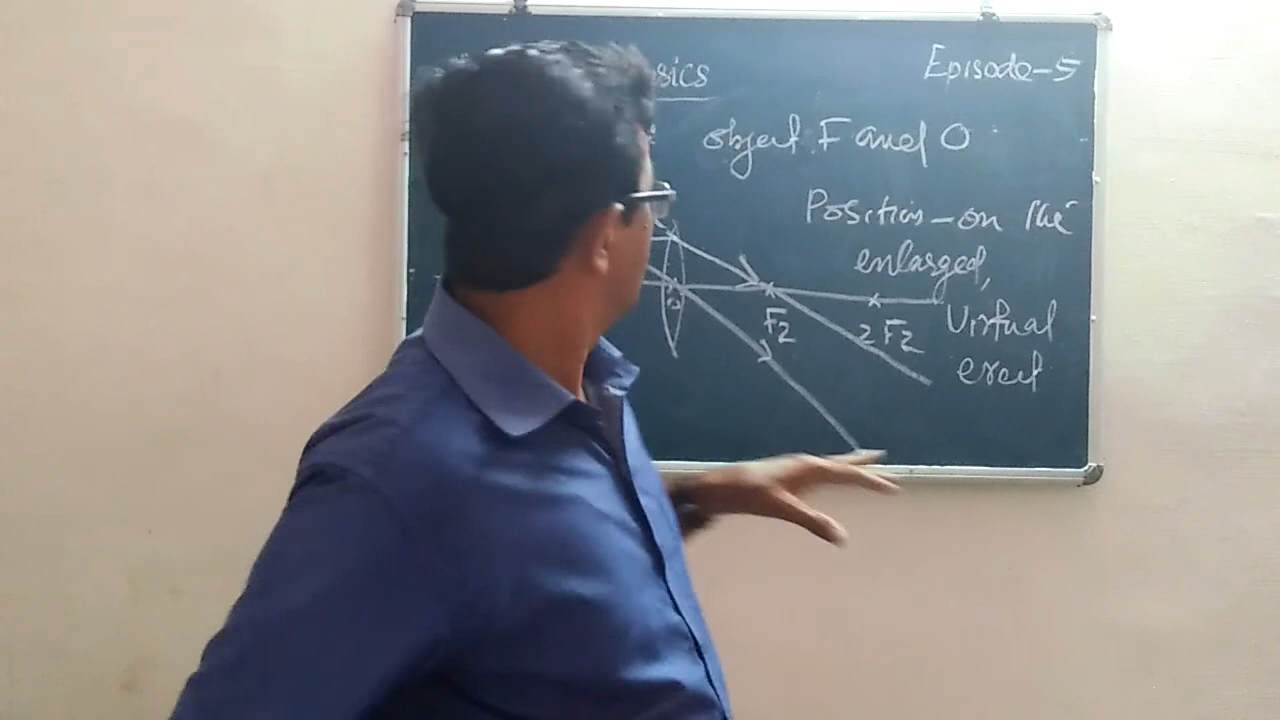 sics
Episode-5
object F and O
Position-on the
enlarged,
Virtual
erect
F2
2F2